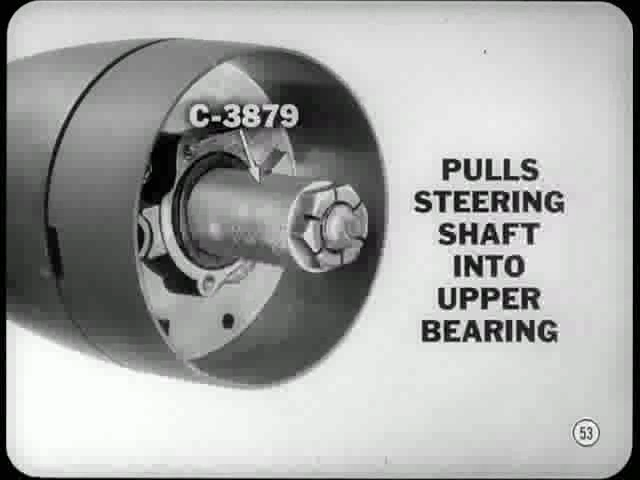 C-3879
PULLS
STEERING
SHAFT
INTO
UPPER
BEARING
53